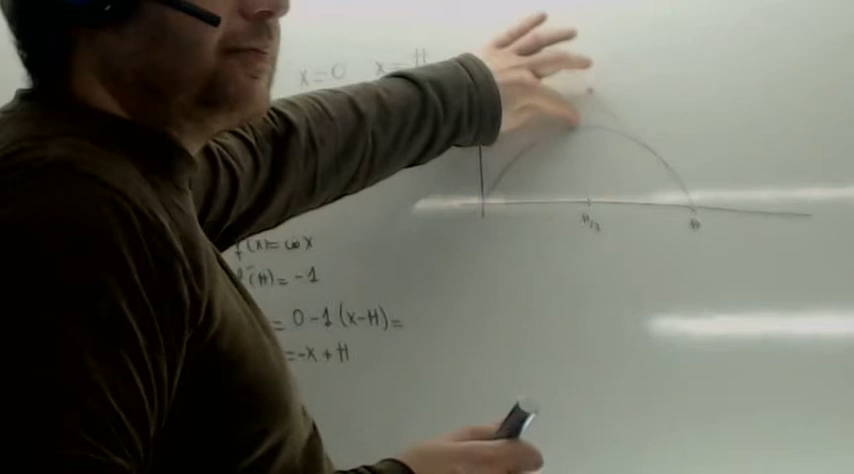 x=0 x=π
π/2 π
f'(x)= cos x
f'(π)= -1
= 0-1(x-π)=
=-x+π